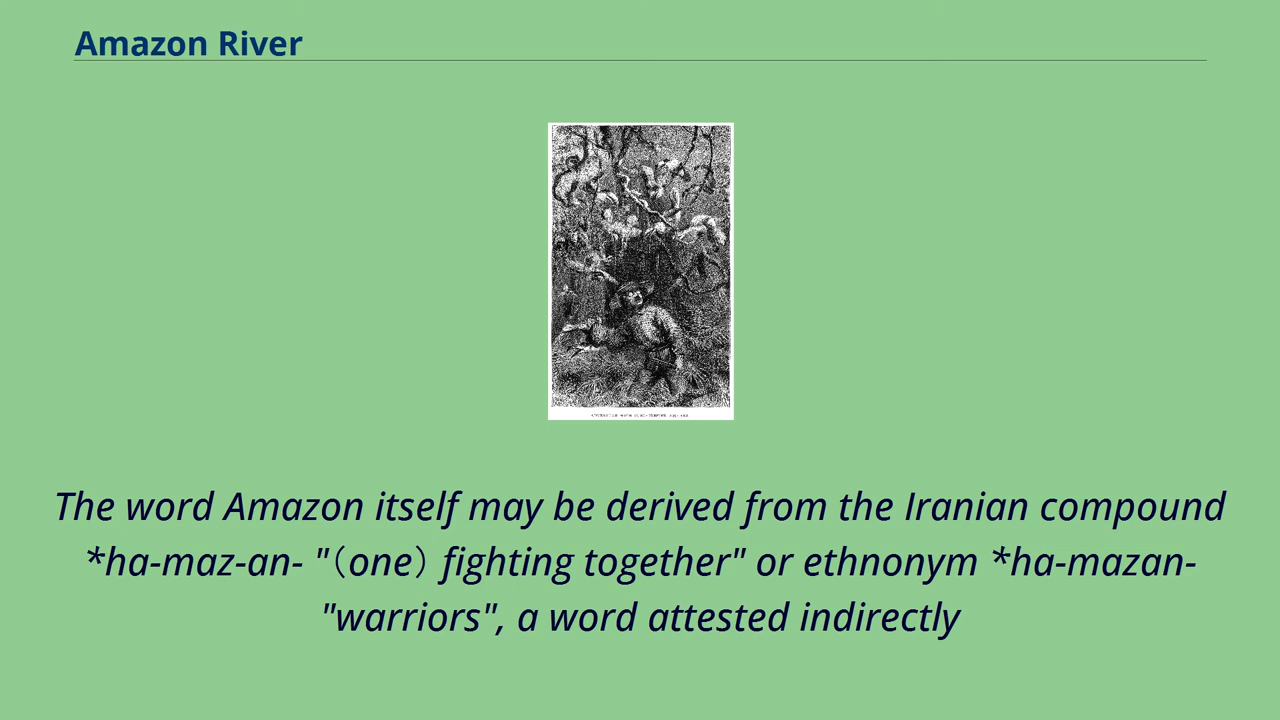 Amazon River
The word Amazon itself may be derived from the Iranian compound
*ha-maz-an- "（one）fighting together" or ethnonym *ha-mazan-
"warriors", a word attested indirectly